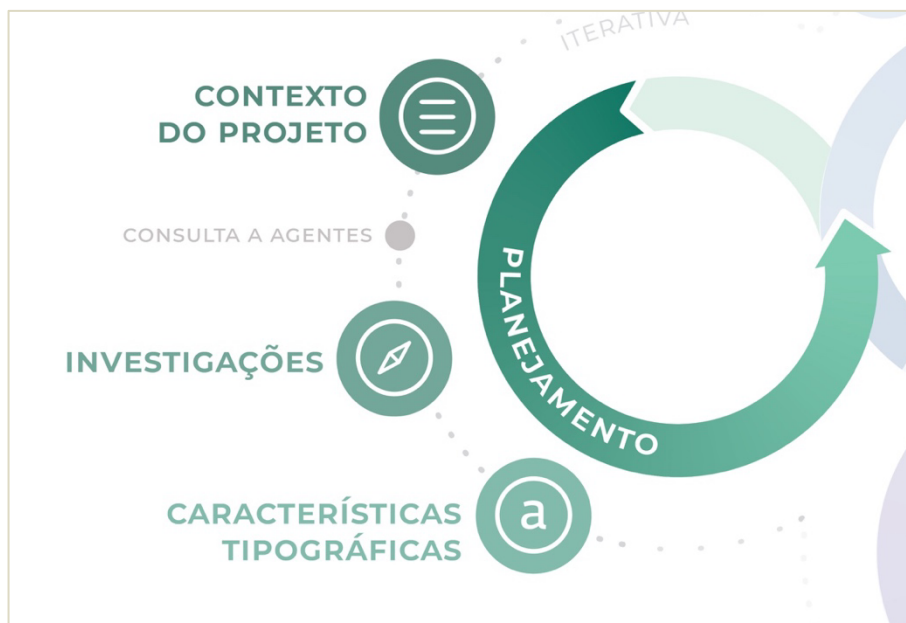 ITERATIVA
CONTEXTO
DO PROJETO
CONSULTA A AGENTES
PLANEJAMENTO
INVESTIGAÇÕES
a
CARACTERÍSTICAS
TIPOGRÁFICAS